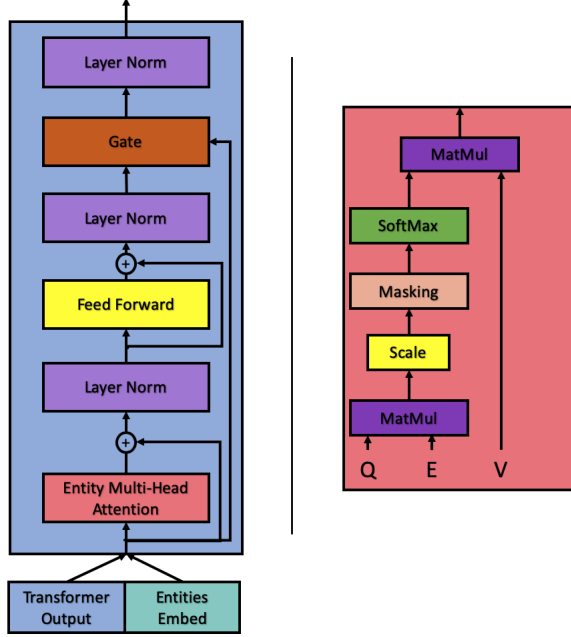 Layer Norm
Gate
Layer Norm
+
Feed Forward
Layer Norm
+
Entity Multi-Head
Attention
Transformer
Output
Entities
Embed
MatMul
SoftMax
Masking
Scale
MatMul
Q E V